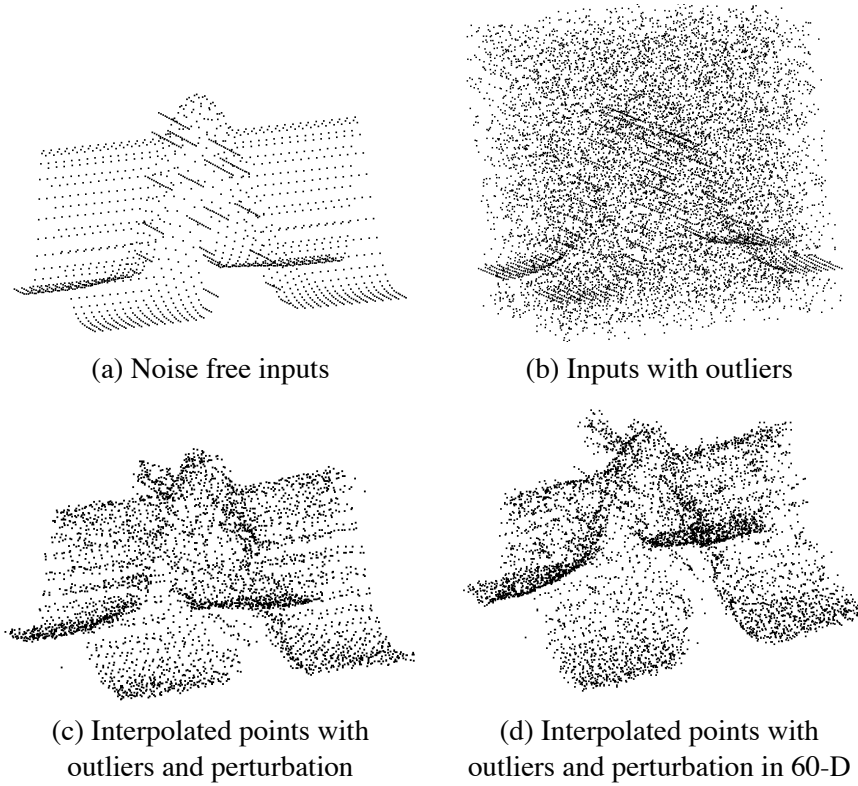 (a) Noise free inputs
(b) Inputs with outliers
(c) Interpolated points with
outliers and perturbation
(d) Interpolated points with
outliers and perturbation in 60-D